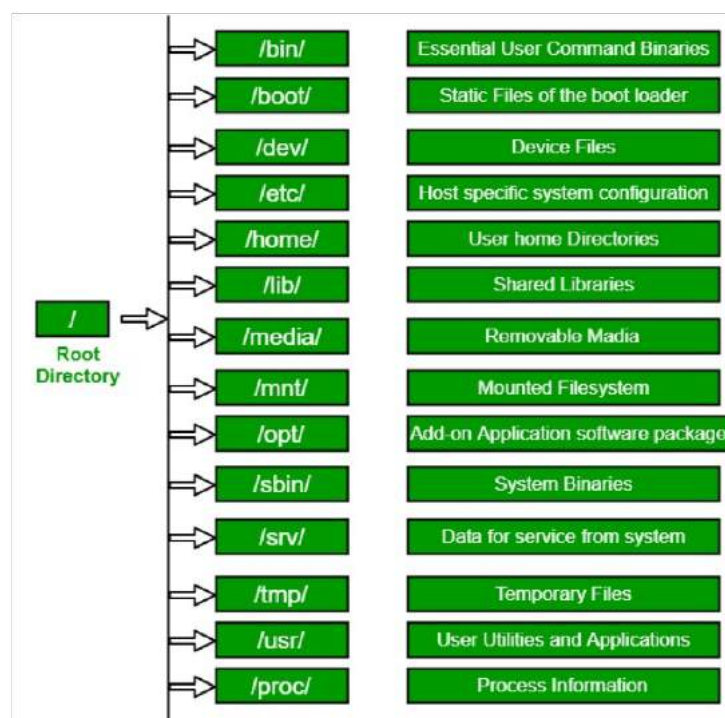 /bin/ Essential User Command Binaries
/boot/ Static Files of the boot loader
/dev/ Device Files
/etc/ Host specific system configuration
/home/ User home Directories
/lib/ Shared Libraries
/
Root
Directory
/media/ Removable Madia
/mnt/ Mounted Filesystem
/opt/ Add-on Application software package
/sbin/ System Binaries
/srv/ Data for service from system
/tmp/ Temporary Files
/usr/ User Utilities and Applications
/proc/ Process Information